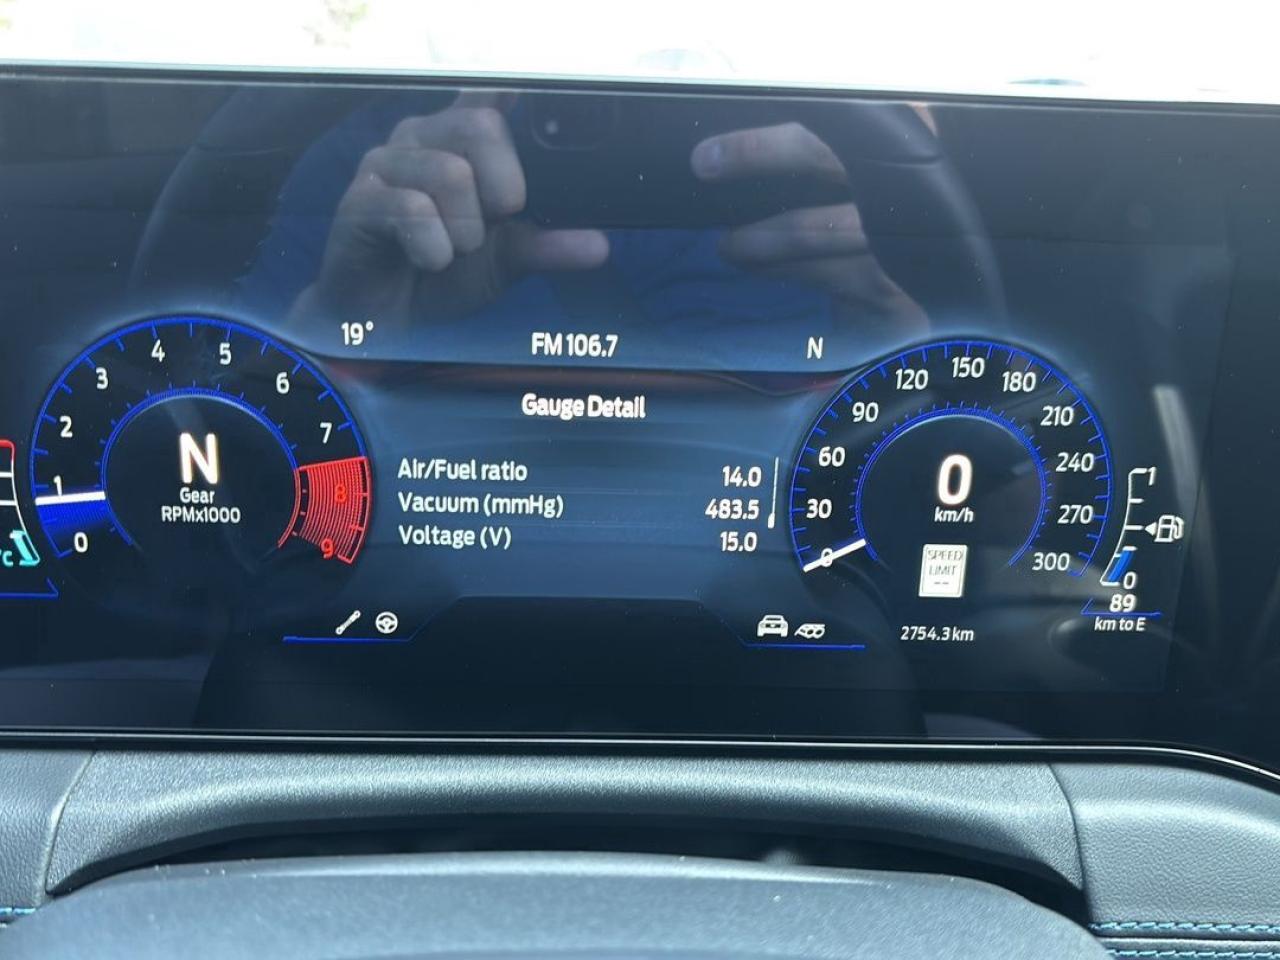 19°
FM 106.7
N
Gauge Detail
Air/Fuel ratio 14.0
Vacuum (mmHg) 483.5
Voltage (V) 15.0
0
1
2
3
4
5
6
7
8
9
N
Gear
RPMx1000
°C
0
30
60
90
120
150
180
210
240
270
300
0
km/h
SPEED
LIMIT
--
2754.3 km
1
0
89
km to E